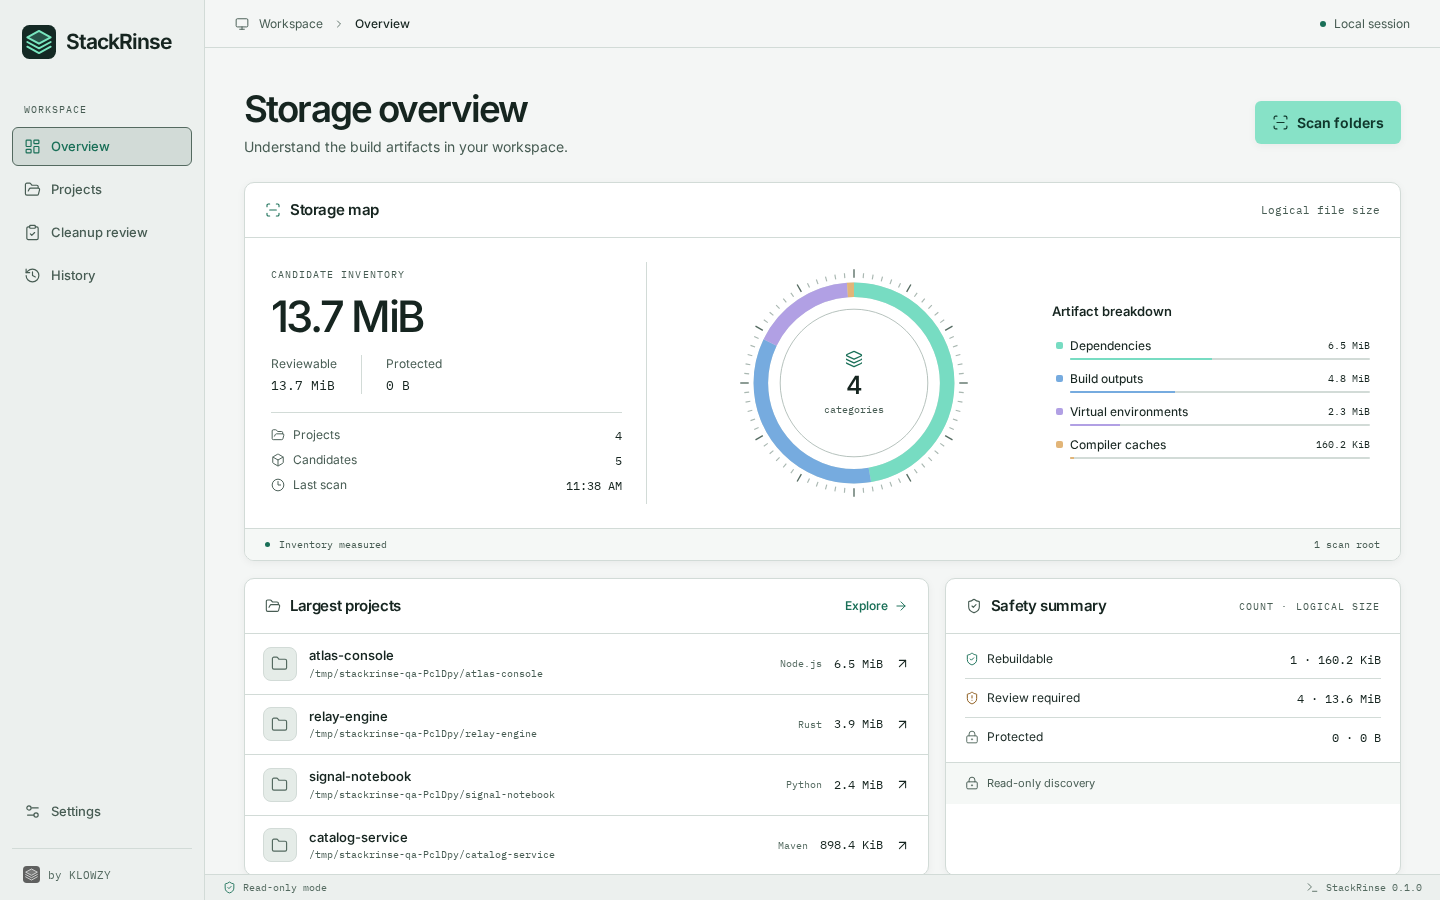 StackRinse
WORKSPACE
Overview
Projects
Cleanup review
History
Settings
by KLOWZY
Workspace > Overview
Local session
Storage overview
Understand the build artifacts in your workspace.
Scan folders
Storage map
Logical file size
CANDIDATE INVENTORY
13.7 MiB
Reviewable
13.7 MiB
Protected
0 B
Projects 4
Candidates 5
Last scan 11:38 AM
4
categories
Artifact breakdown
Dependencies 6.5 MiB
Build outputs 4.8 MiB
Virtual environments 2.3 MiB
Compiler caches 160.2 KiB
Inventory measured
1 scan root
Largest projects
Explore →
atlas-console
/tmp/stackrinse-qa-PclDpy/atlas-console
Node.js 6.5 MiB
relay-engine
/tmp/stackrinse-qa-PclDpy/relay-engine
Rust 3.9 MiB
signal-notebook
/tmp/stackrinse-qa-PclDpy/signal-notebook
Python 2.4 MiB
catalog-service
/tmp/stackrinse-qa-PclDpy/catalog-service
Maven 898.4 KiB
Safety summary
COUNT · LOGICAL SIZE
Rebuildable 1 · 160.2 KiB
Review required 4 · 13.6 MiB
Protected 0 · 0 B
Read-only discovery
Read-only mode
StackRinse 0.1.0